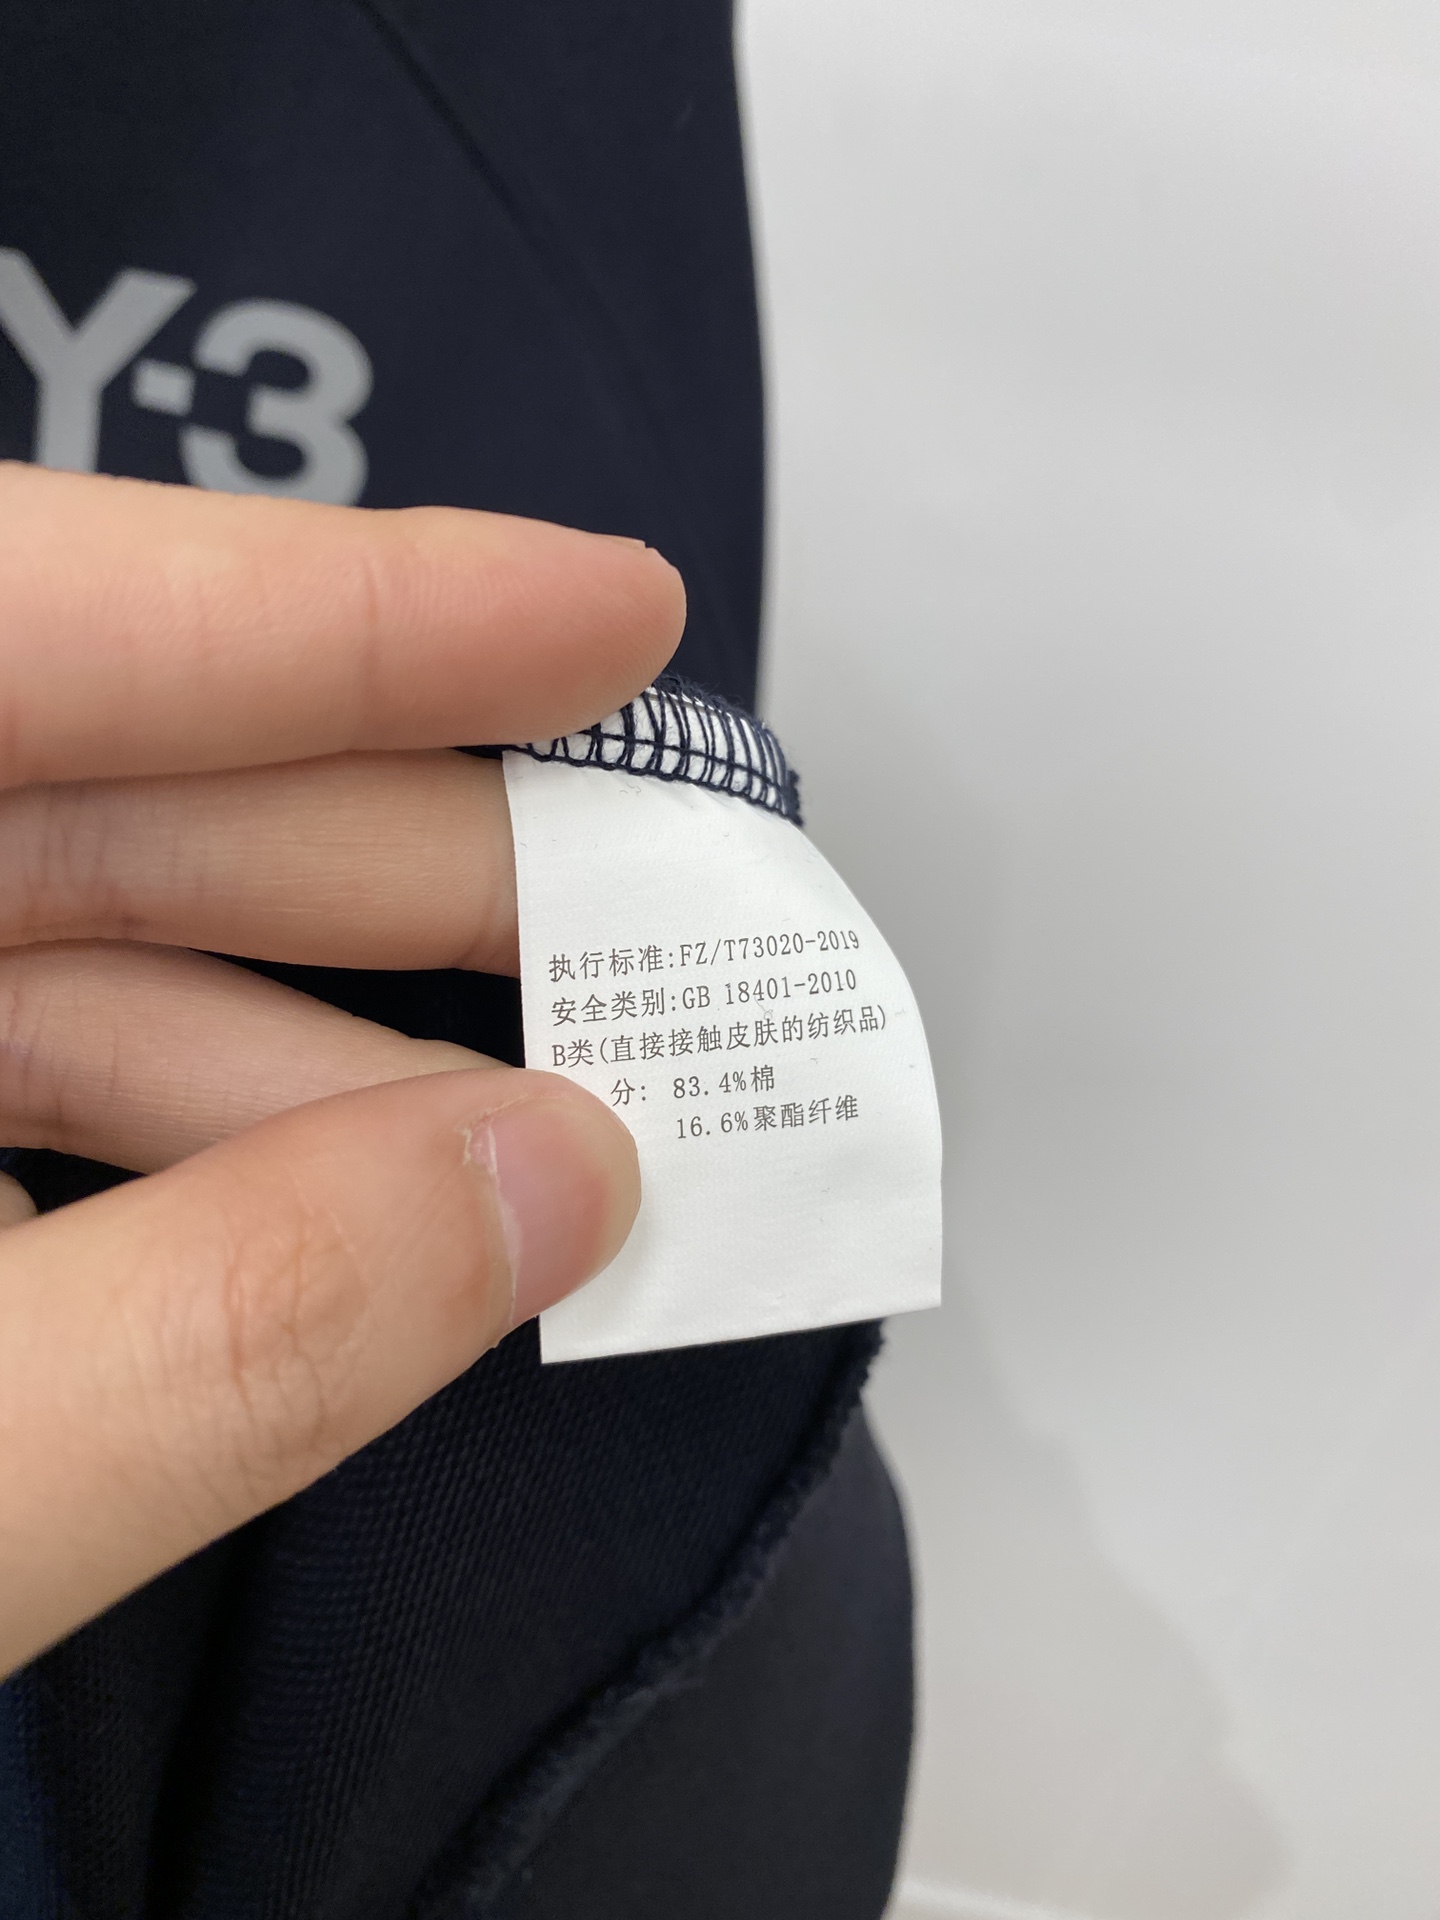 Y-3
执行标准:FZ/T73020-2019
安全类别:GB 18401-2010
B类(直接接触皮肤的纺织品)
分: 83.4%棉
16.6%聚酯纤维